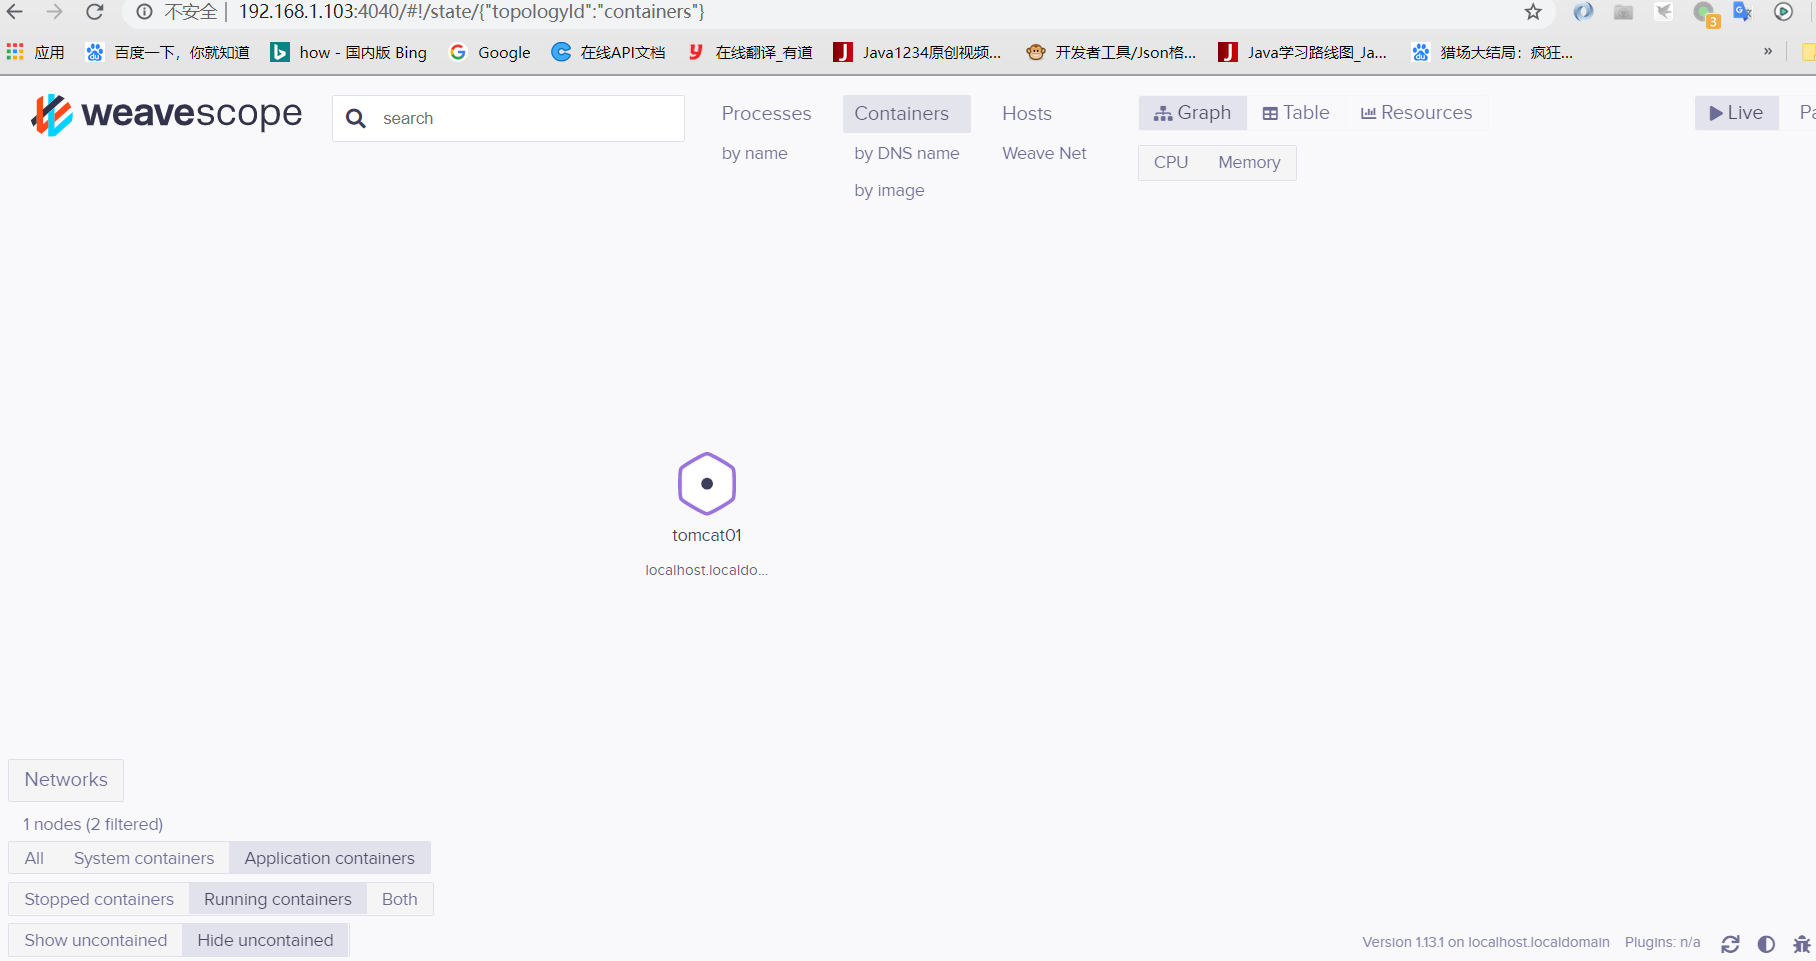 不安全 | 192.168.1.103:4040/#!/state/{"topologyId":"containers"}
3
应用 百度一下，你就知道 how - 国内版 Bing Google 在线API文档 在线翻译_有道 Java1234原创视频... 开发者工具/Json格... Java学习路线图_Ja... 猎场大结局：疯狂... »
weavescope search Processes Containers Hosts Graph Table Resources Live Pa
by name by DNS name Weave Net CPU Memory
by image
tomcat01
localhost.localdo...
Networks
1 nodes (2 filtered)
All System containers Application containers
Stopped containers Running containers Both
Show uncontained Hide uncontained
Version 1.13.1 on localhost.localdomain Plugins: n/a